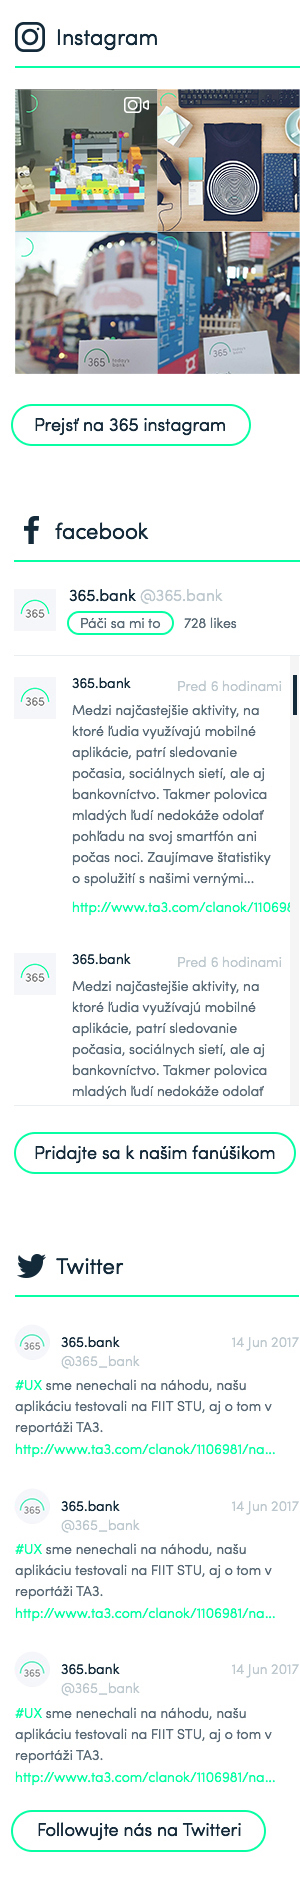 Instagram
365 today's bank
365 today's bank
Prejsť na 365 instagram
facebook
365
365.bank @365.bank
Páči sa mi to 728 likes
365
365.bank Pred 6 hodinami
Medzi najčastejšie aktivity, na
ktoré ľudia využívajú mobilné
aplikácie, patrí sledovanie
počasia, sociálnych sietí, ale aj
bankovníctvo. Takmer polovica
mladých ľudí nedokáže odolať
pohľadu na svoj smartfón ani
počas noci. Zaujímave štatistiky
o spolužití s našimi vernými...
http://www.ta3.com/clanok/110698
365
365.bank Pred 6 hodinami
Medzi najčastejšie aktivity, na
ktoré ľudia využívajú mobilné
aplikácie, patrí sledovanie
počasia, sociálnych sietí, ale aj
bankovníctvo. Takmer polovica
mladých ľudí nedokáže odolať
Pridajte sa k našim fanúšikom
Twitter
365
365.bank 14 Jun 2017
@365_bank
#UX sme nenechali na náhodu, našu
aplikáciu testovali na FIIT STU, aj o tom v
reportáži TA3.
http://www.ta3.com/clanok/1106981/na...
365
365.bank 14 Jun 2017
@365_bank
#UX sme nenechali na náhodu, našu
aplikáciu testovali na FIIT STU, aj o tom v
reportáži TA3.
http://www.ta3.com/clanok/1106981/na...
365
365.bank 14 Jun 2017
@365_bank
#UX sme nenechali na náhodu, našu
aplikáciu testovali na FIIT STU, aj o tom v
reportáži TA3.
http://www.ta3.com/clanok/1106981/na...
Followujte nás na Twitteri